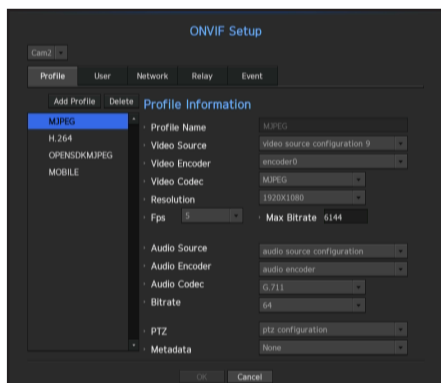 ONVIF Setup
Cam2
Profile User Network Relay Event
Add Profile Delete Profile Information
MJPEG
H.264
OPENSDKMJPEG
MOBILE
Profile Name MJPEG
Video Source video source configuration 9
Video Encoder encoder0
Video Codec MJPEG
Resolution 1920X1080
Fps 5 Max Bitrate 6144
Audio Source audio source configuration
Audio Encoder audio encoder
Audio Codec G.711
Bitrate 64
PTZ ptz configuration
Metadata None
OK Cancel